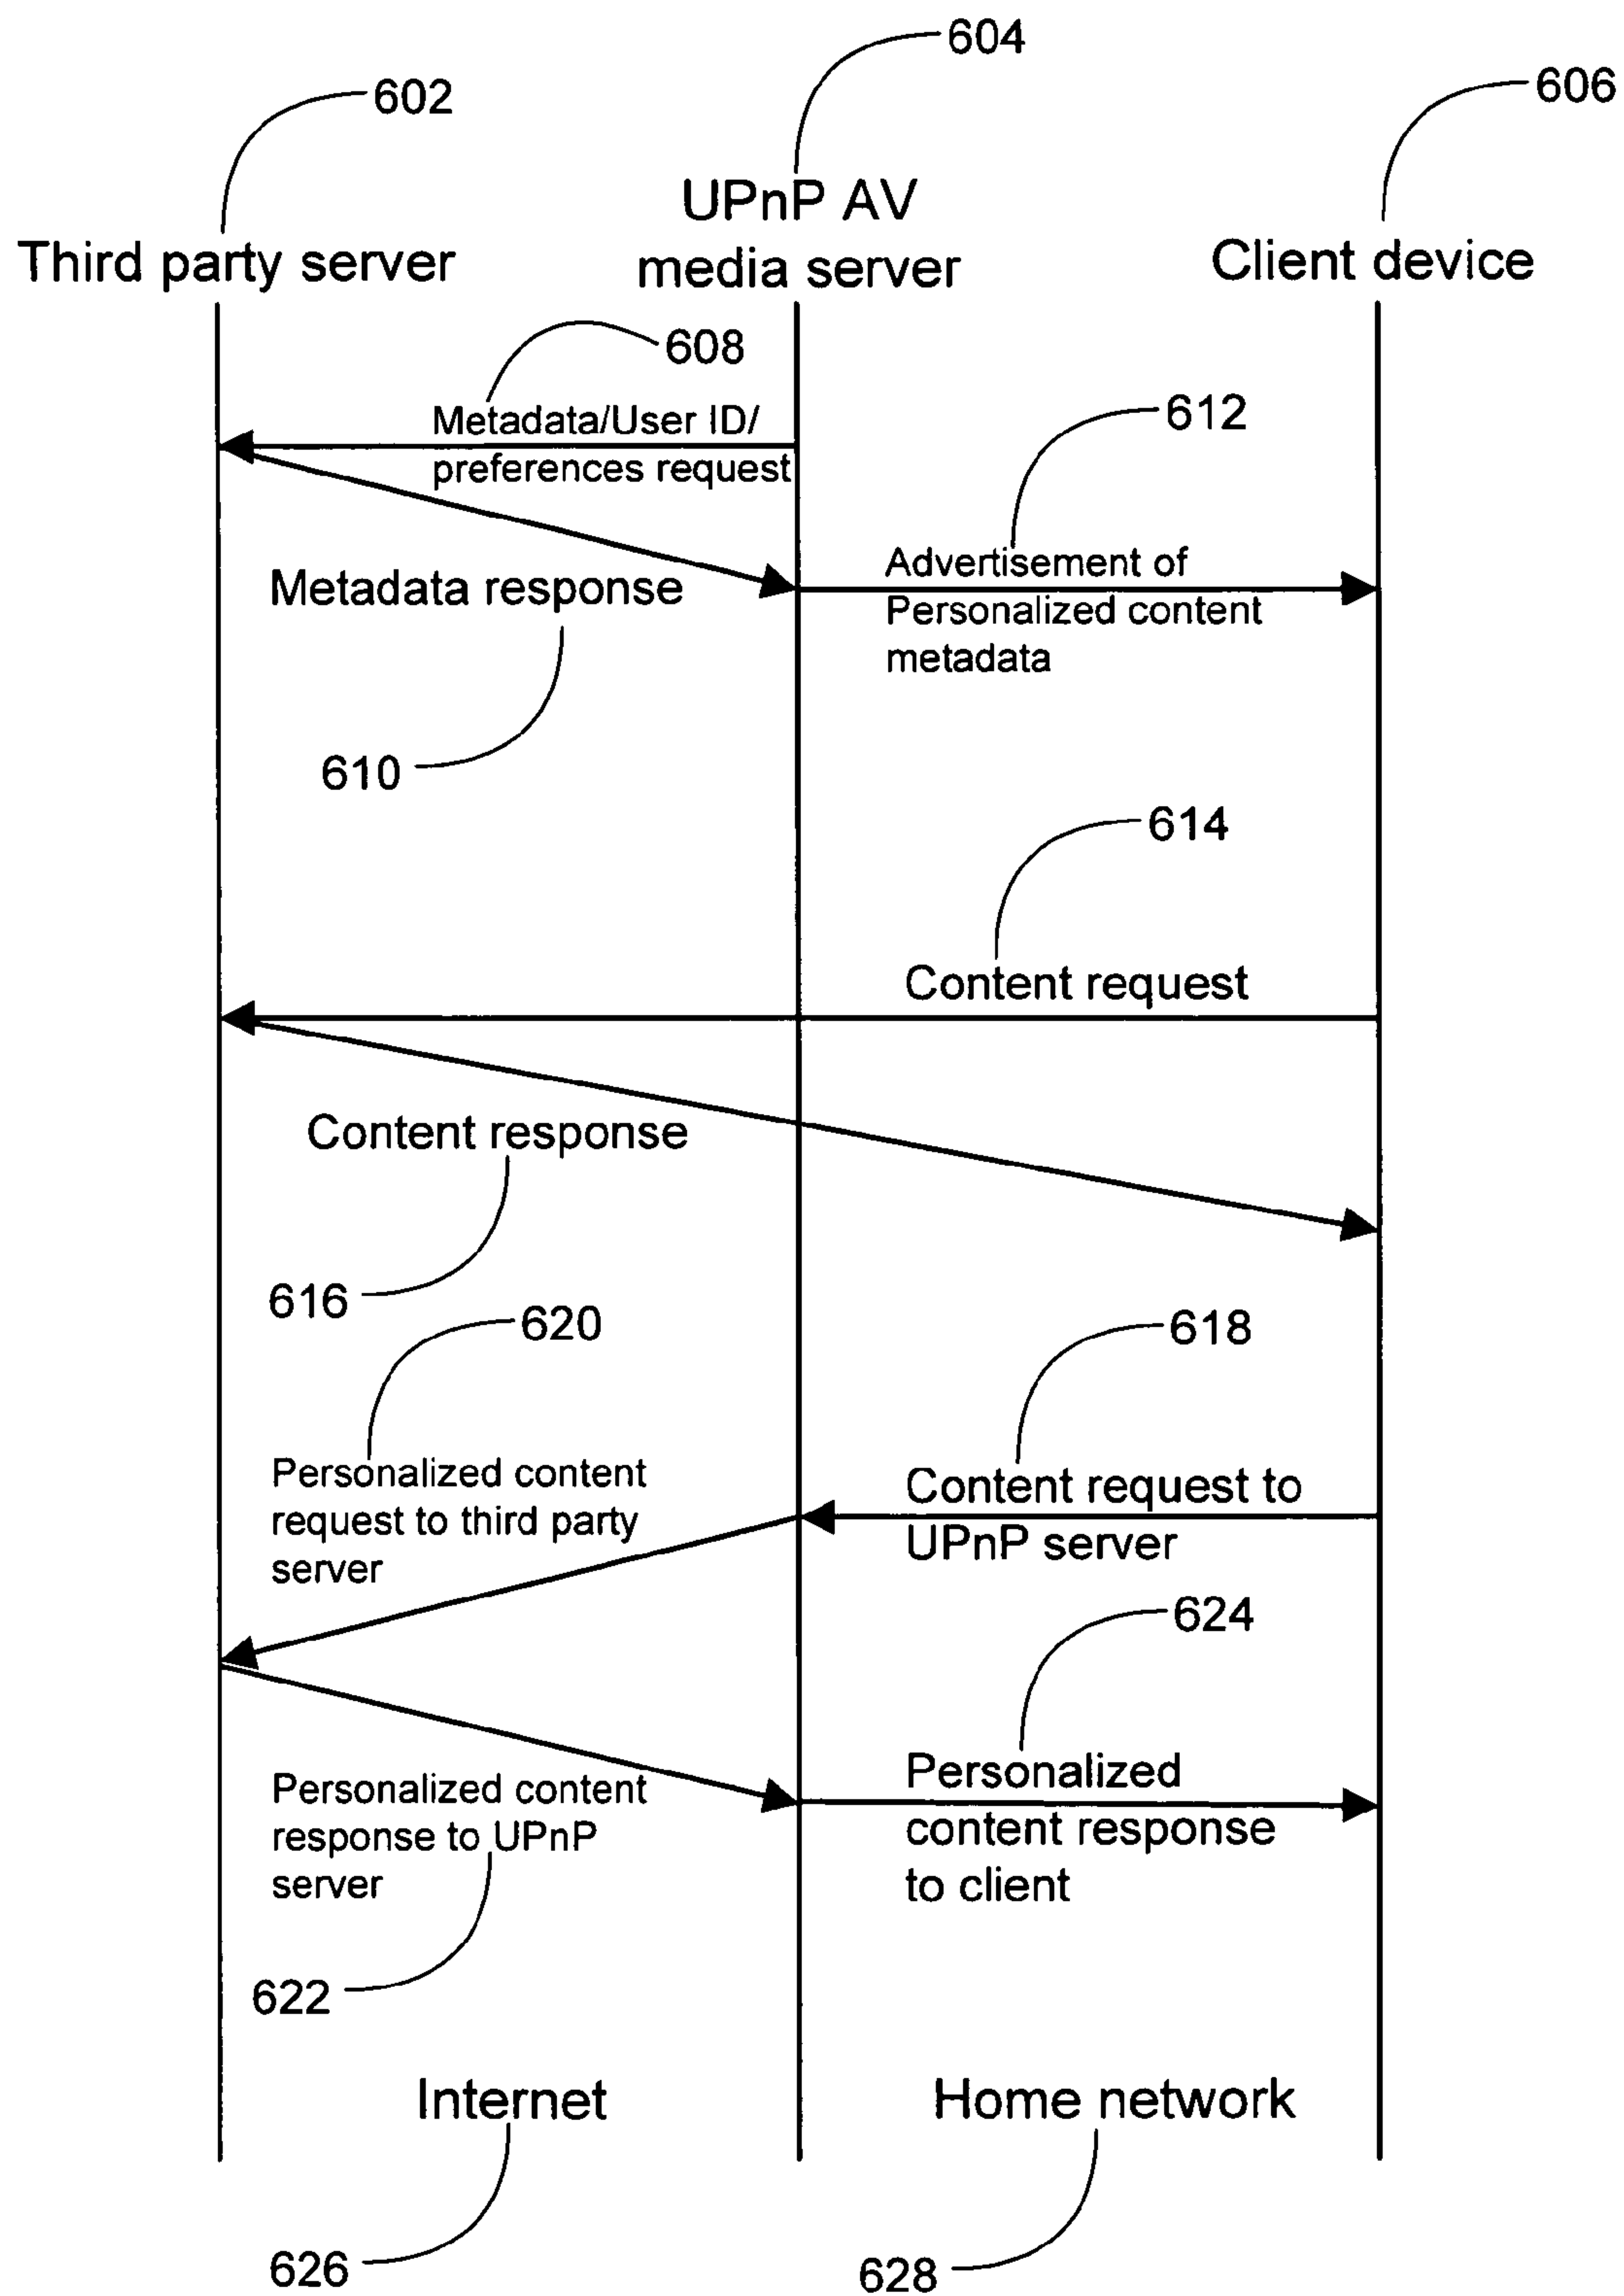 604
602
606
UPnP AV
media server
Third party server
Client device
608
Metadata/User ID/
preferences request
612
Advertisement of
Personalized content
metadata
Metadata response
610
614
Content request
Content response
616
620
618
Personalized content
request to third party
server
Content request to
UPnP server
624
Personalized
content response
to client
Personalized content
response to UPnP
server
622
Internet
Home network
626
628